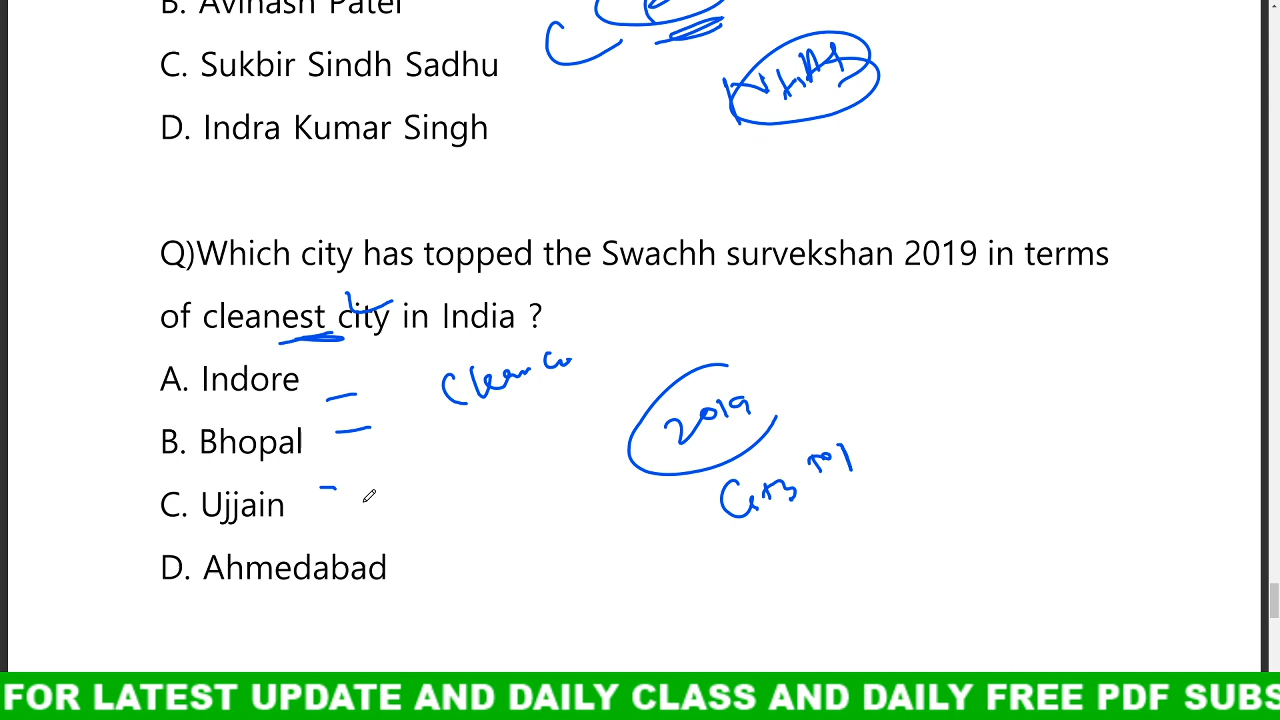 B. Avinash Patel
C. Sukbir Sindh Sadhu
D. Indra Kumar Singh
Q)Which city has topped the Swachh survekshan 2019 in terms
of cleanest city in India ?
A. Indore
B. Bhopal
2019
C. Ujjain
D. Ahmedabad
FOR LATEST UPDATE AND DAILY CLASS AND DAILY FREE PDF SUBS